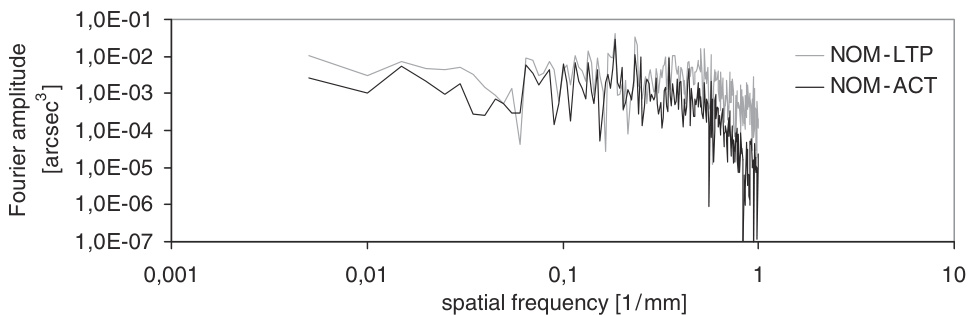 Fourier amplitude
[arcsec³]
1,0E-01
1,0E-02
1,0E-03
1,0E-04
1,0E-05
1,0E-06
1,0E-07
NOM-LTP
NOM-ACT
0,001 0,01 0,1 1 10
spatial frequency [1/mm]